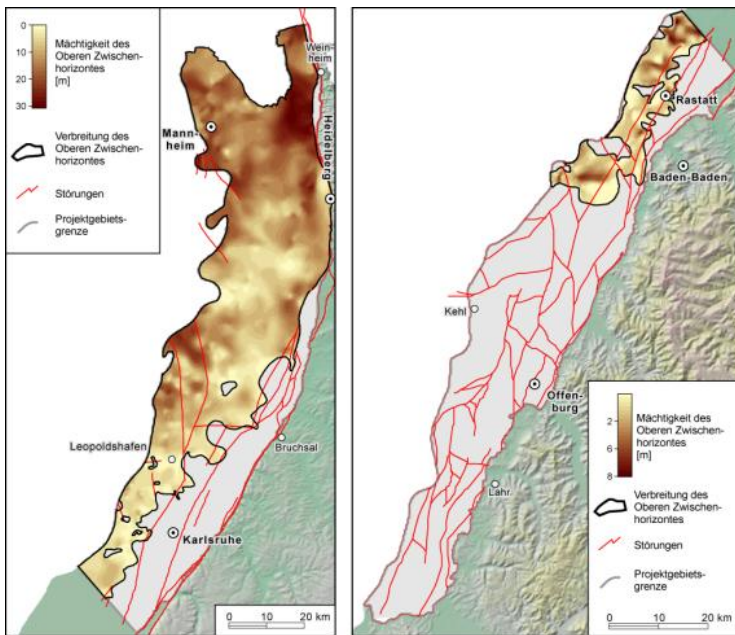 0
10
20
30
Mächtigkeit des
Oberen Zwischen-
horizontes
[m]
Verbreitung des
Oberen Zwischen-
horizontes
Störungen
Projektgebiets-
grenze
Wein-
heim
Mann-
heim
Heidelberg
Leopoldshafen
Bruchsal
Karlsruhe
0 10 20 km
Rastatt
Baden-Baden
Kehl
Offen-
burg
Lahr
2
4
6
8
Mächtigkeit des
Oberen Zwischen-
horizontes
[m]
Verbreitung des
Oberen Zwischen-
horizontes
Störungen
Projektgebiets-
grenze
0 10 20 km